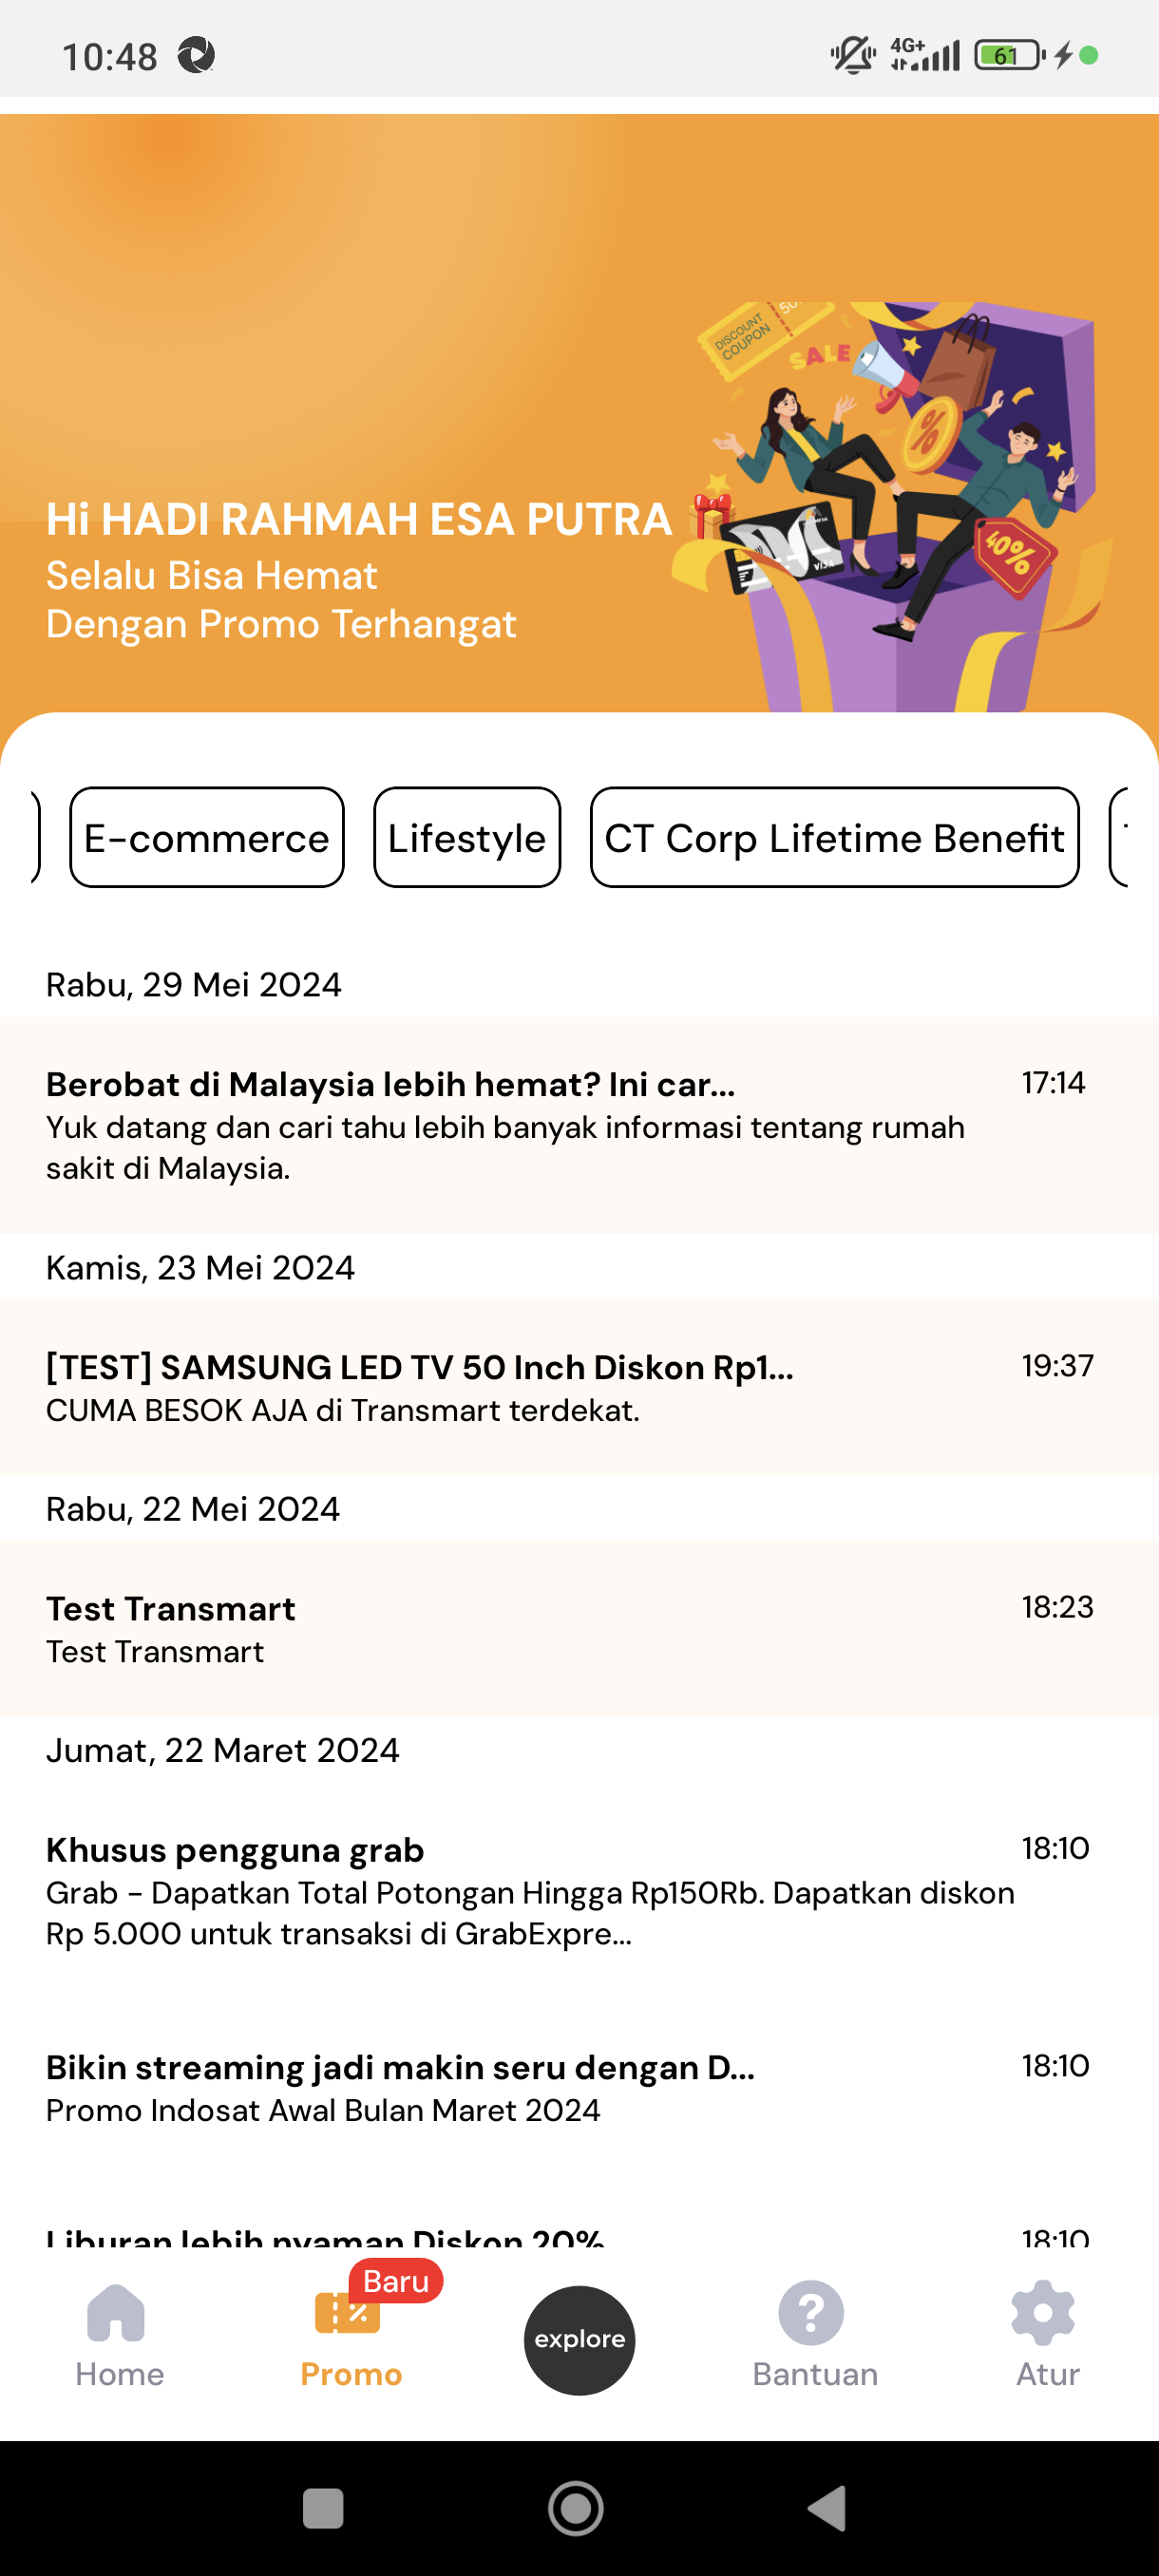 10:48
4G+
61
DISCOUNT
COUPON
SALE
%
40%
VISA
Hi HADI RAHMAH ESA PUTRA
Selalu Bisa Hemat
Dengan Promo Terhangat
E-commerce
Lifestyle
CT Corp Lifetime Benefit
Rabu, 29 Mei 2024
Berobat di Malaysia lebih hemat? Ini car... 17:14
Yuk datang dan cari tahu lebih banyak informasi tentang rumah
sakit di Malaysia.
Kamis, 23 Mei 2024
[TEST] SAMSUNG LED TV 50 Inch Diskon Rp1... 19:37
CUMA BESOK AJA di Transmart terdekat.
Rabu, 22 Mei 2024
Test Transmart 18:23
Test Transmart
Jumat, 22 Maret 2024
Khusus pengguna grab 18:10
Grab - Dapatkan Total Potongan Hingga Rp150Rb. Dapatkan diskon
Rp 5.000 untuk transaksi di GrabExpre...
Bikin streaming jadi makin seru dengan D... 18:10
Promo Indosat Awal Bulan Maret 2024
Liburan lebih nyaman Diskon 20% 18:10
Baru
Home
Promo
explore
Bantuan
Atur